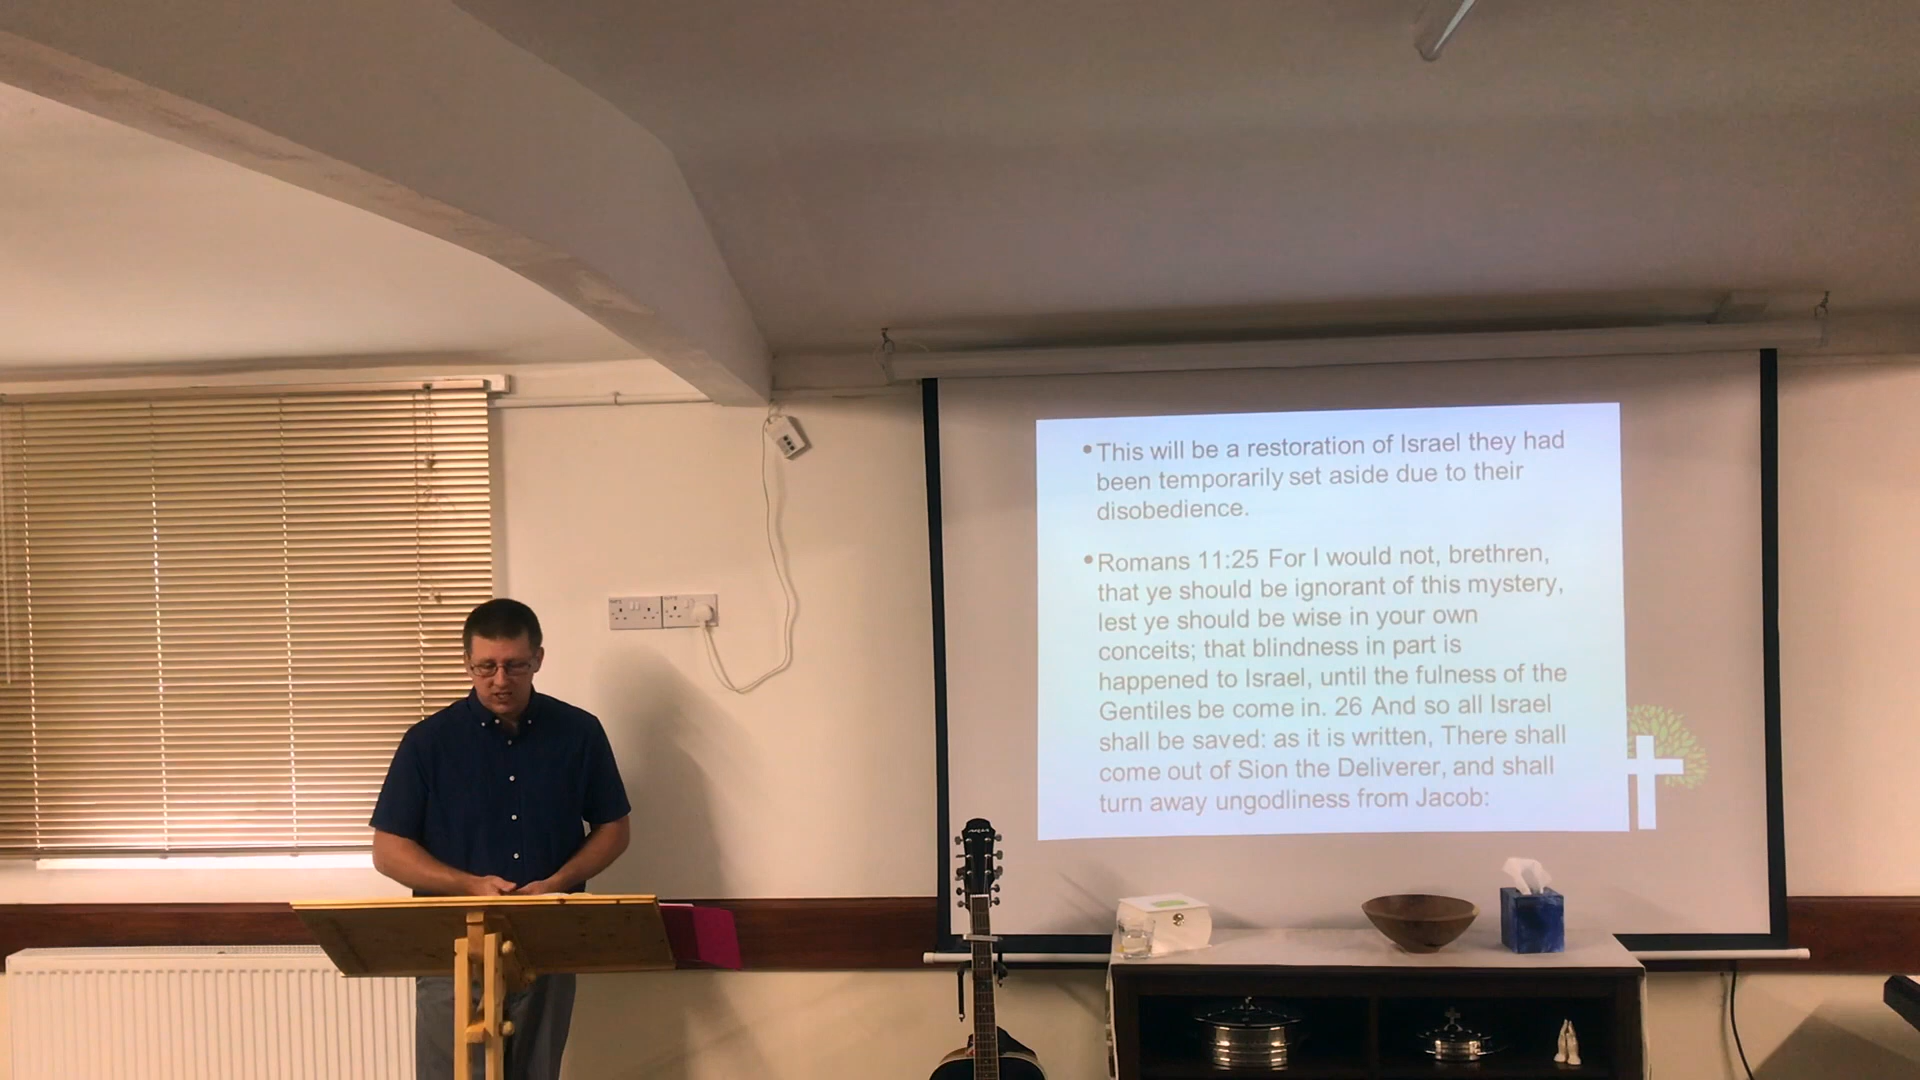 • This will be a restoration of Israel they had
been temporarily set aside due to their
disobedience.
• Romans 11:25 For I would not, brethren,
that ye should be ignorant of this mystery,
lest ye should be wise in your own
conceits; that blindness in part is
happened to Israel, until the fulness of the
Gentiles be come in. 26 And so all Israel
shall be saved: as it is written, There shall
come out of Sion the Deliverer, and shall
turn away ungodliness from Jacob: